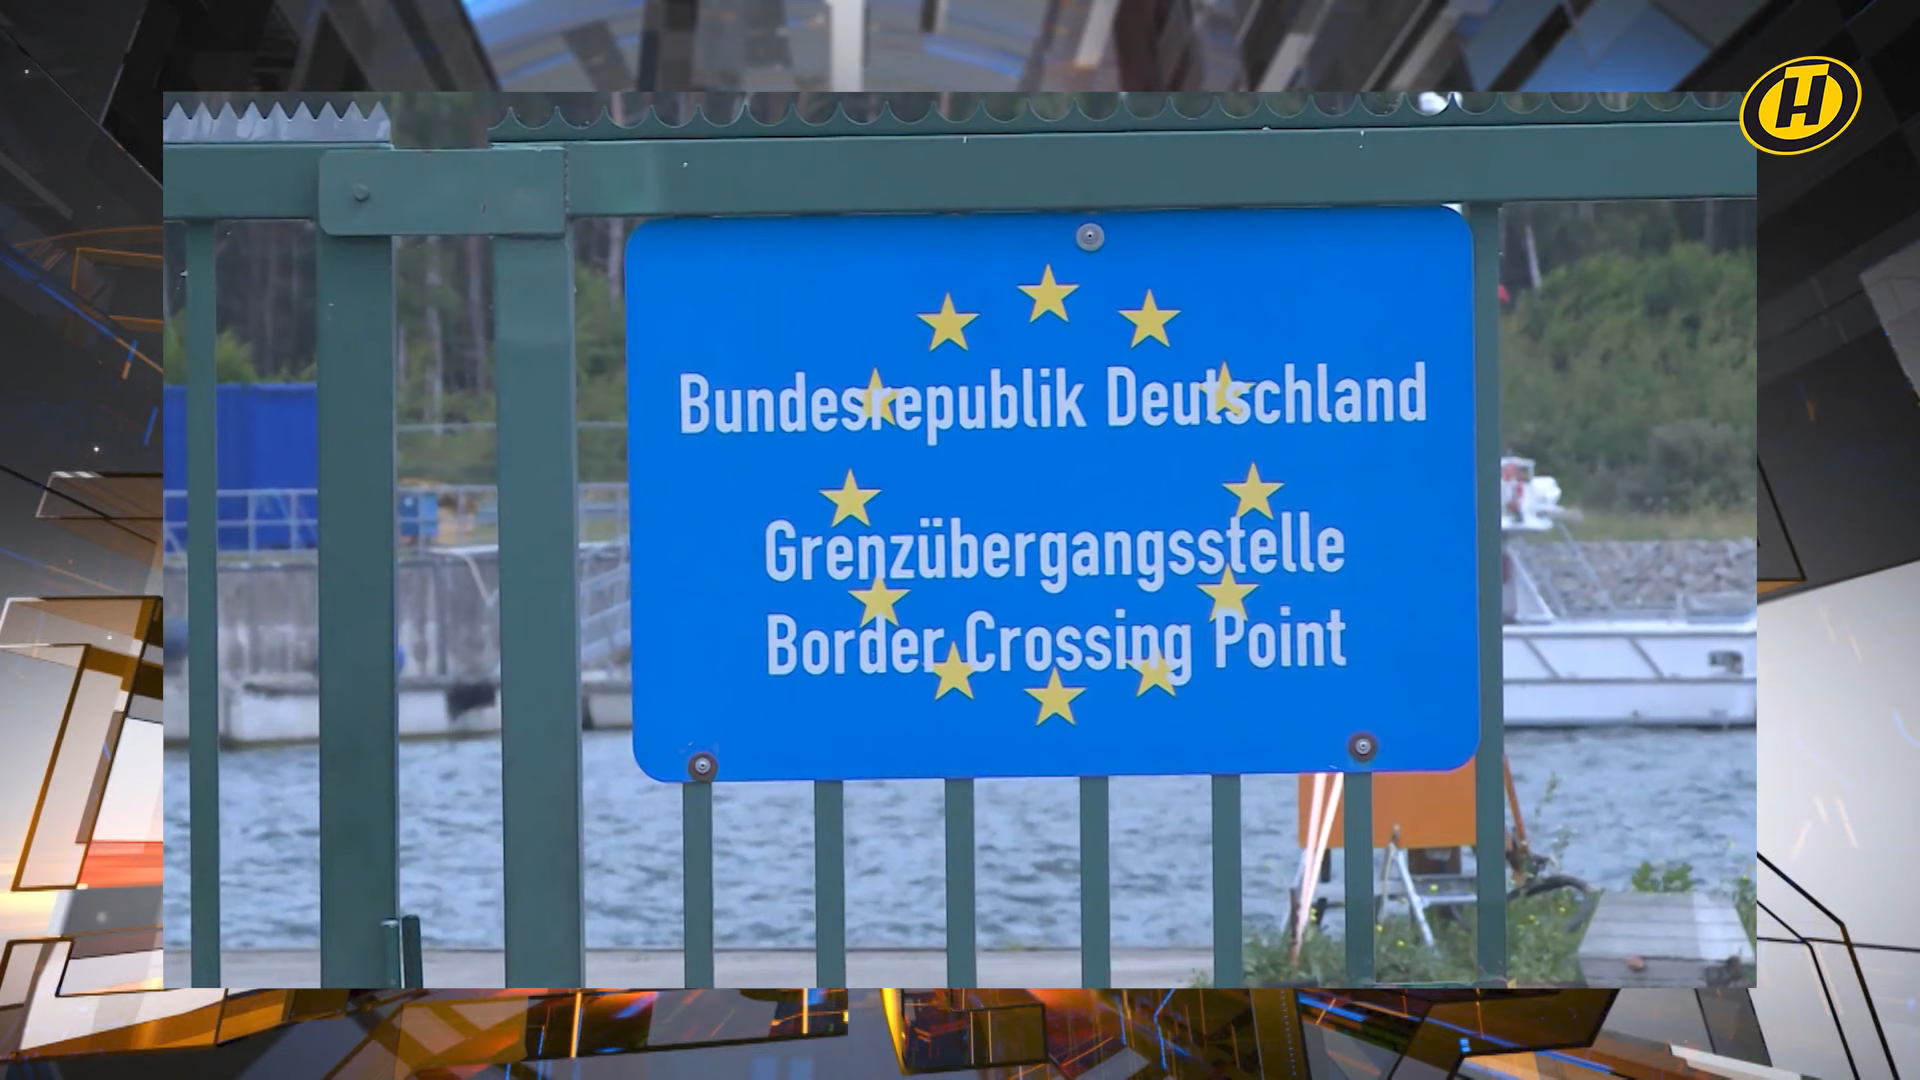 Bundesrepublik Deutschland
Grenzübergangsstelle
Border Crossing Point